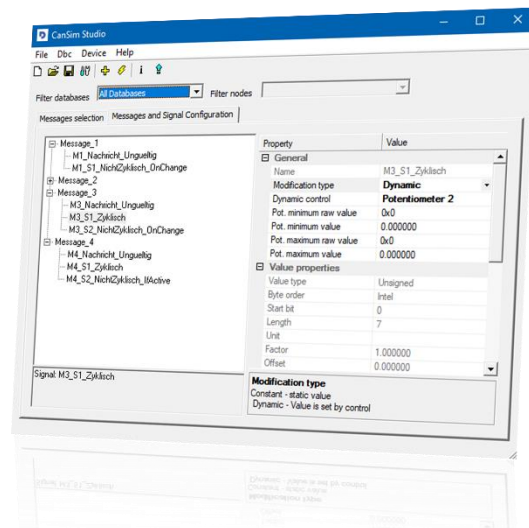 CanSim Studio
File Dbc Device Help
Filter databases All Databases Filter nodes
Messages selection Messages and Signal Configuration
Message_1
M1_Nachricht_Ungueltig
M1_S1_NichtZyklisch_OnChange
Message_2
Message_3
M3_Nachricht_Ungueltig
M3_S1_Zyklisch
M3_S2_NichtZyklisch_OnChange
Message_4
M4_Nachricht_Ungueltig
M4_S1_Zyklisch
M4_S2_NichtZyklisch_IfActive
Signal: M3_S1_Zyklisch
Property Value
General
Name M3_S1_Zyklisch
Modification type Dynamic
Dynamic control Potentiometer 2
Pot. minimum raw value 0x0
Pot. minimum value 0.000000
Pot. maximum raw value 0x0
Pot. maximum value 0.000000
Value properties
Value type Unsigned
Byte order Intel
Start bit 0
Length 7
Unit
Factor 1.000000
Offset 0.000000
Modification type
Constant - static value
Dynamic - Value is set by control